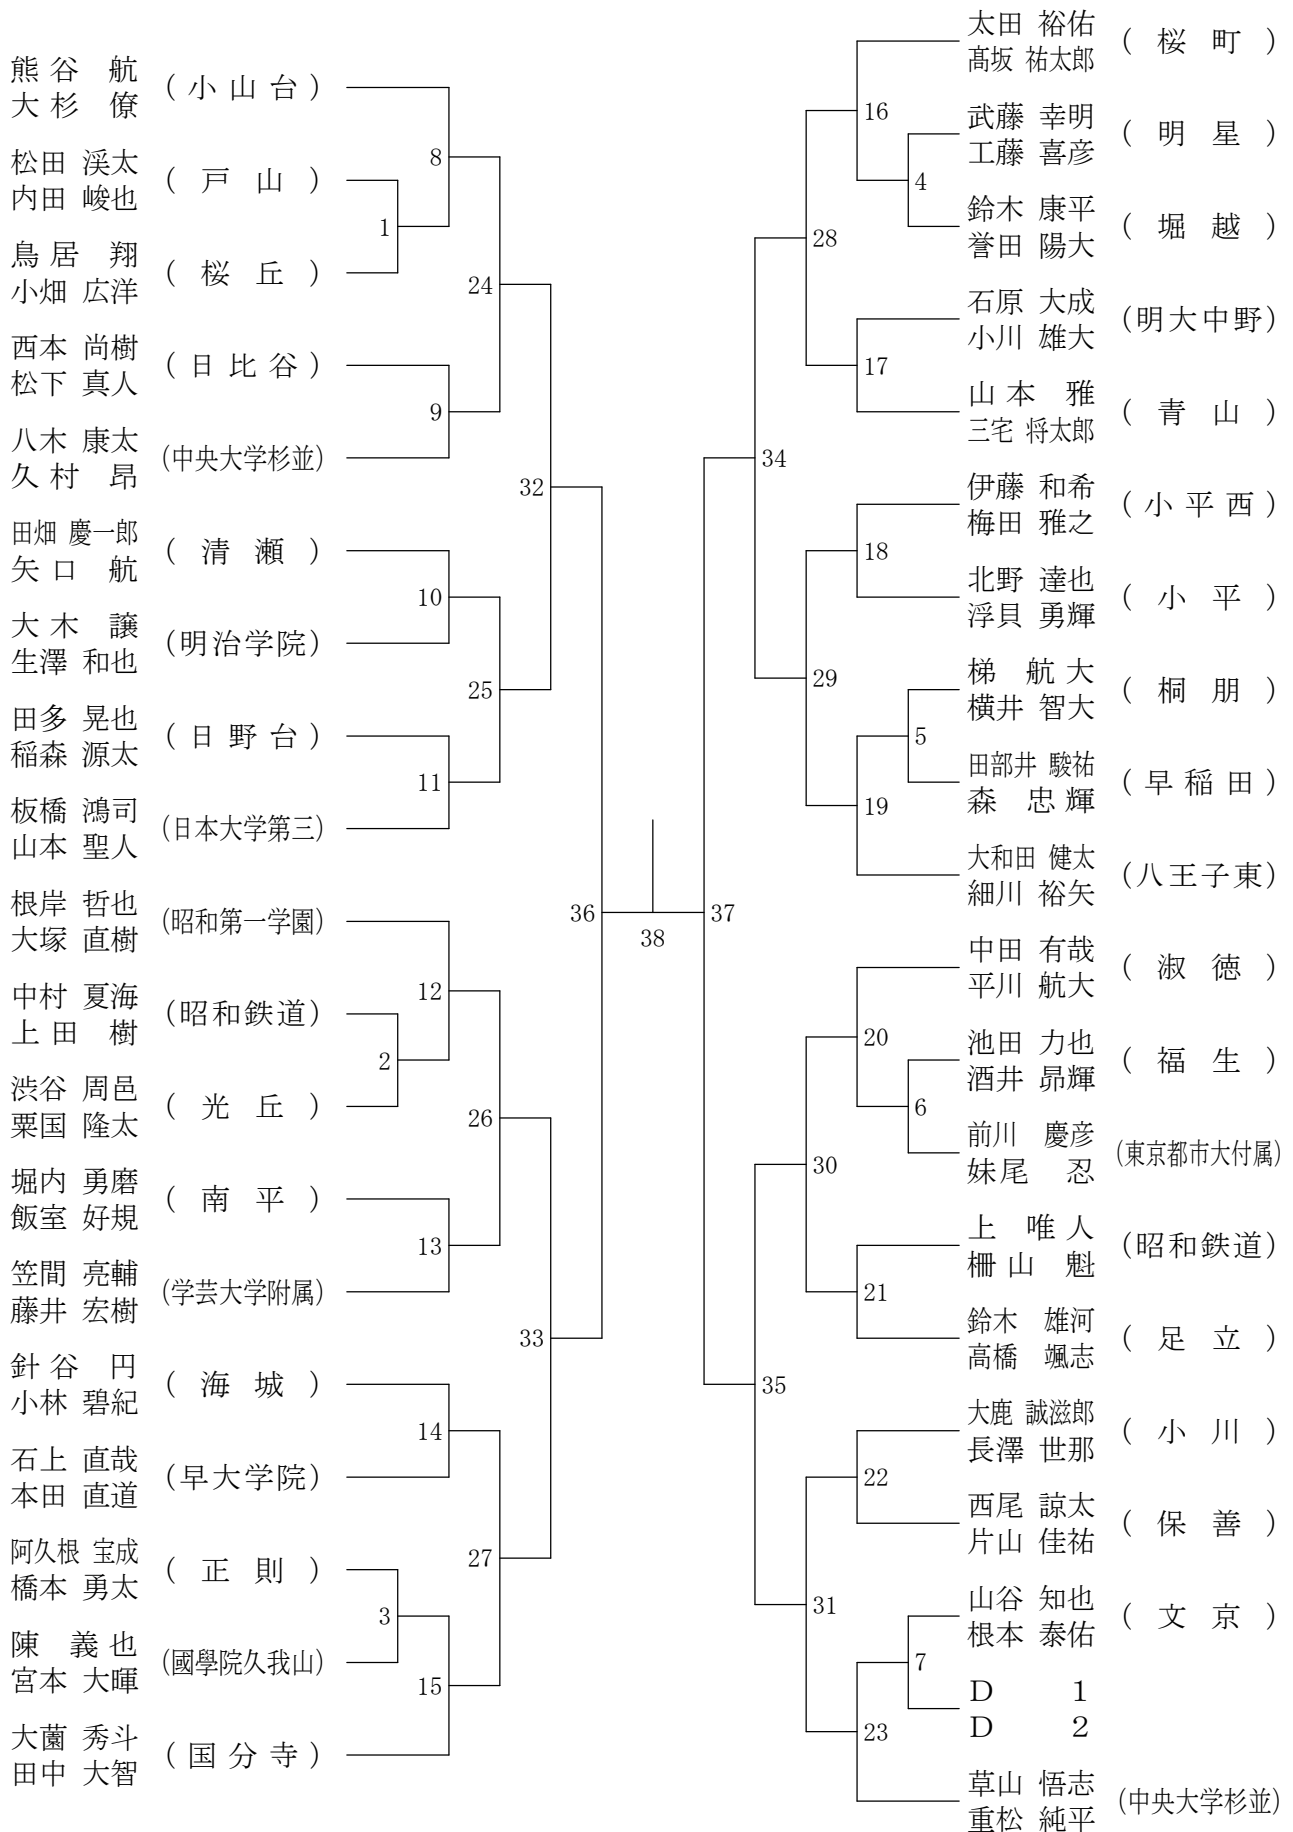 熊谷 航
大杉 僚
(小山台)
松田 渓太
内田 峻也
(戸山)
鳥居 翔
小畑 広洋
(桜丘)
西本 尚樹
松下 真人
(日比谷)
八木 康太
久村 昂
(中央大学杉並)
田畑 慶一郎
矢口 航
(清瀬)
大木 譲
生澤 和也
(明治学院)
田多 晃也
稲森 源太
(日野台)
板橋 鴻司
山本 聖人
(日本大学第三)
根岸 哲也
大塚 直樹
(昭和第一学園)
中村 夏海
上田 樹
(昭和鉄道)
渋谷 周邑
粟国 隆太
(光丘)
堀内 勇磨
飯室 好規
(南平)
笠間 亮輔
藤井 宏樹
(学芸大学附属)
針谷 円
小林 碧紀
(海城)
石上 直哉
本田 直道
(早大学院)
阿久根 宝成
橋本 勇太
(正則)
陳 義也
宮本 大暉
(國學院久我山)
大薗 秀斗
田中 大智
(国分寺)
8
1
24
9
32
10
25
11
36
12
2
26
13
33
14
27
3
15
38
37
太田 裕佑
髙坂 祐太郎
(桜町)
武藤 幸明
工藤 喜彦
(明星)
鈴木 康平
誉田 陽大
(堀越)
石原 大成
小川 雄大
(明大中野)
山本 雅
三宅 将太郎
(青山)
伊藤 和希
梅田 雅之
(小平西)
北野 達也
浮貝 勇輝
(小平)
梯 航大
横井 智大
(桐朋)
田部井 駿祐
森 忠輝
(早稲田)
大和田 健太
細川 裕矢
(八王子東)
中田 有哉
平川 航大
(淑徳)
池田 力也
酒井 昴輝
(福生)
前川 慶彦
妹尾 忍
(東京都市大付属)
上 唯人
柵山 魁
(昭和鉄道)
鈴木 雄河
高橋 颯志
(足立)
大鹿 誠滋郎
長澤 世那
(小川)
西尾 諒太
片山 佳祐
(保善)
山谷 知也
根本 泰佑
(文京)
D 1
D 2
草山 悟志
重松 純平
(中央大学杉並)
16
4
28
17
34
18
29
5
19
20
6
30
21
35
22
31
7
23